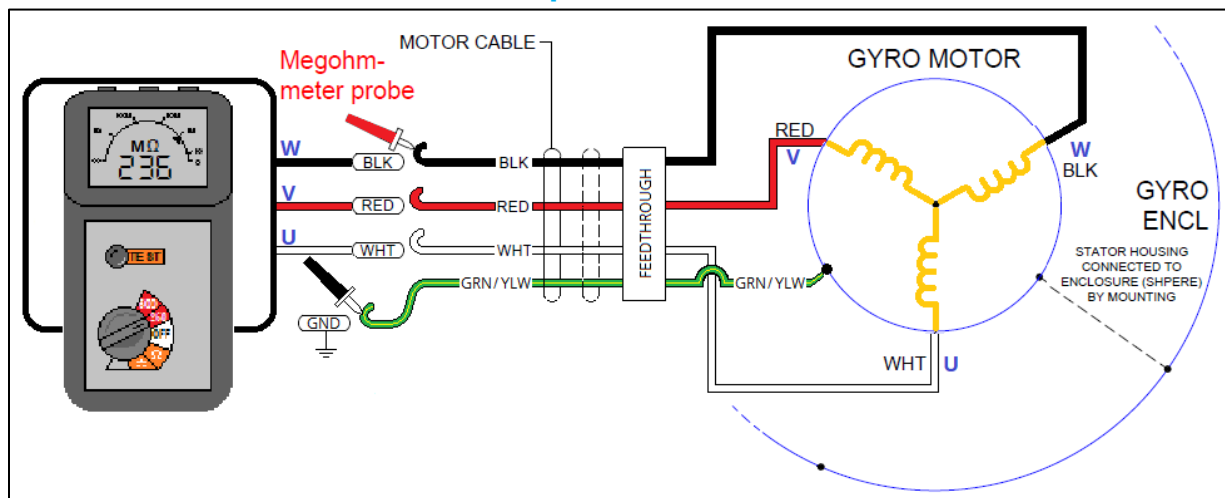 MOTOR CABLE
Megohm-
meter probe
GYRO MOTOR
MΩ
236
TEST
OFF
Ω
W
BLK
BLK
V
RED
RED
U
WHT
WHT
GRN/YLW
GND
FEEDTHROUGH
RED
V
W
BLK
GRN/YLW
WHT
U
GYRO
ENCL
STATOR HOUSING
CONNECTED TO
ENCLOSURE (SHPERE)
BY MOUNTING